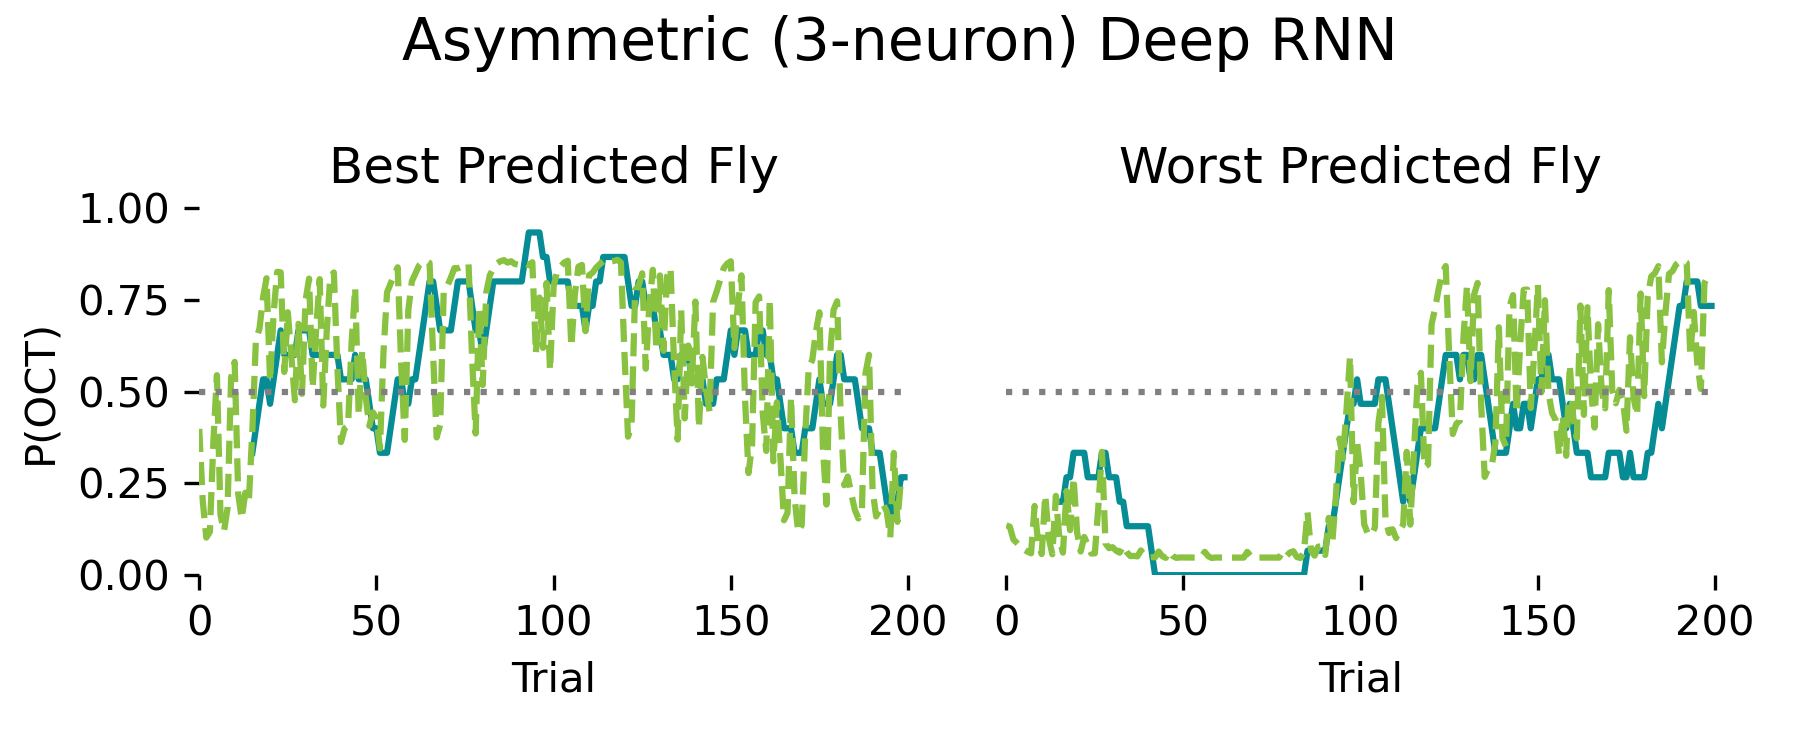 Asymmetric (3-neuron) Deep RNN
Best Predicted Fly
Worst Predicted Fly
P(OCT)
1.00
0.75
0.50
0.25
0.00
0 50 100 150 200
0 50 100 150 200
Trial
Trial